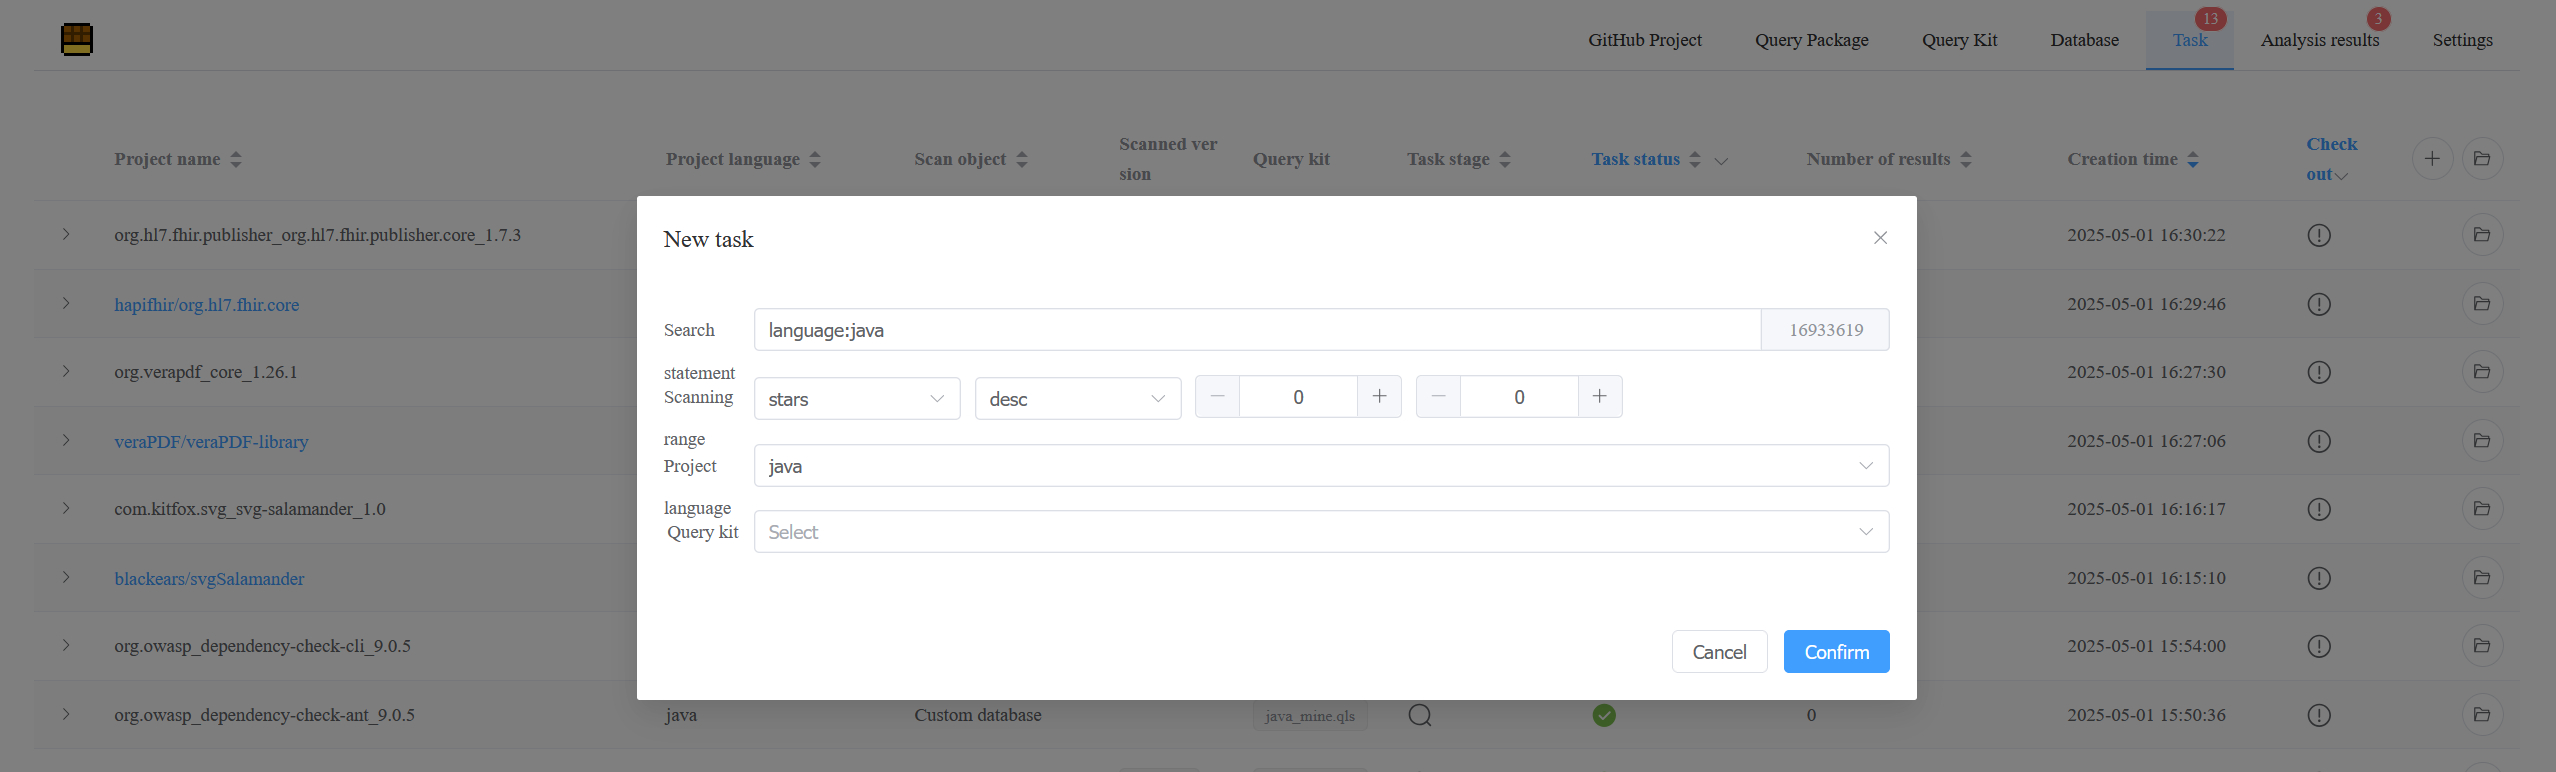 13 3
GitHub Project Query Package Query Kit Database Task Analysis results Settings
Project name Project language Scan object Scanned ver Query kit Task stage Task status Number of results Creation time Check
sion out
org.hl7.fhir.publisher_org.hl7.fhir.publisher.core_1.7.3 2025-05-01 16:30:22
hapifhir/org.hl7.fhir.core 2025-05-01 16:29:46
org.verapdf_core_1.26.1 2025-05-01 16:27:30
veraPDF/veraPDF-library 2025-05-01 16:27:06
com.kitfox.svg_svg-salamander_1.0 2025-05-01 16:16:17
blackears/svgSalamander 2025-05-01 16:15:10
org.owasp_dependency-check-cli_9.0.5 2025-05-01 15:54:00
org.owasp_dependency-check-ant_9.0.5 java Custom database java_mine.qls 0 2025-05-01 15:50:36
New task
Search language:java 16933619
statement
Scanning stars desc 0 0
range
Project java
language
Query kit Select
Cancel Confirm